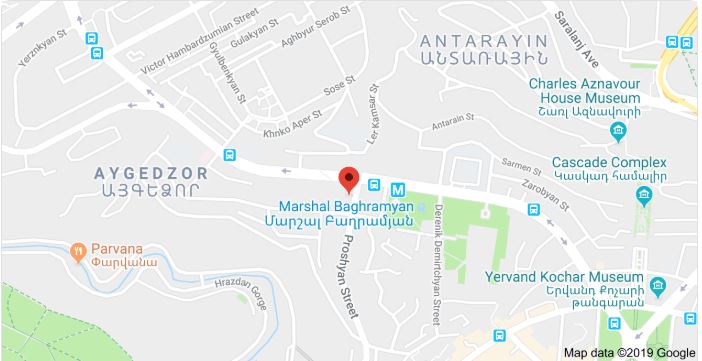 Yerznkyan St
Victor Hambardzumian Street
Gulakyan St
Aghbyur Serob St
Gyulbenkyan St
Sose St
Khnko Aper St
Ler Kamsar St
ANTARAYIN
ԱՆՏԱՌԱՅԻՆ
Saralanj Ave
Charles Aznavour
House Museum
Շառլ Ազնավուրի
Antarain St
Sarmen St
Cascade Complex
Կասկադ համալիր
Zarobyan St
AYGEDZOR
ԱՅԳԵՁՈՐ
M
Marshal Baghramyan
Մարշալ Բաղրամյան
Derenik Demirtchyan Street
Proshyan Street
Parvana
Փարվանա
Hrazdan Gorge
Yervand Kochar Museum
Երվանդ Քոչարի
թանգարան
Map data ©2019 Google